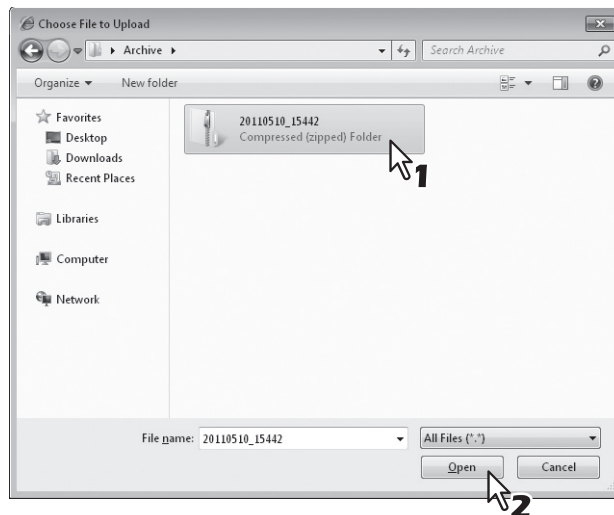 Choose File to Upload
Archive
Search Archive
Organize
New folder
Favorites
Desktop
Downloads
Recent Places
Libraries
Computer
Network
20110510_15442
Compressed (zipped) Folder
1
File name: 20110510_15442
All Files (*.*)
Open
Cancel
2